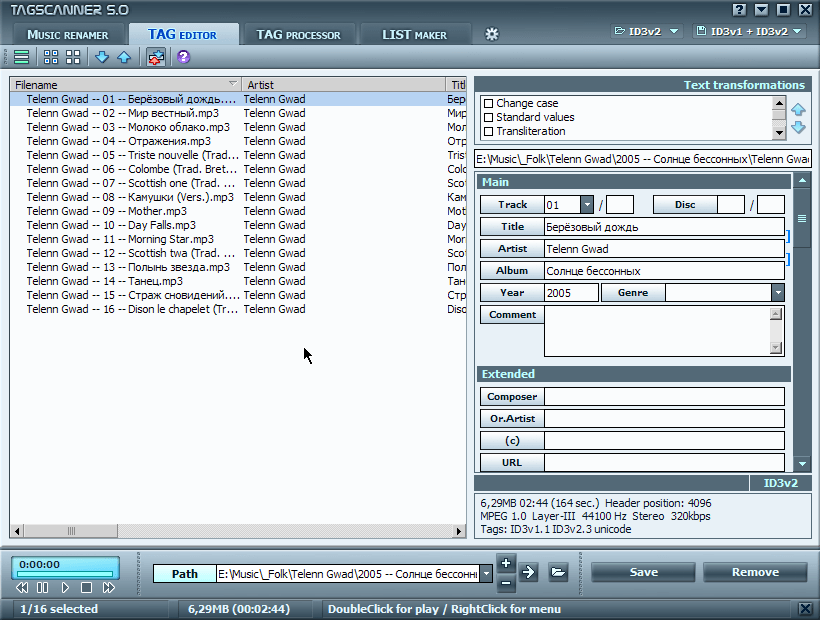 TAGSCANNER 5.0
MUSIC RENAMER TAG EDITOR TAG PROCESSOR LIST MAKER ID3v2 ID3v1 + ID3v2
Filename Artist Titl
Telenn Gwad -- 01 -- Берёзовый дождь.... Telenn Gwad Бер
Telenn Gwad -- 02 -- Мир вестный.mp3 Telenn Gwad Мир
Telenn Gwad -- 03 -- Молоко облако.mp3 Telenn Gwad Мол
Telenn Gwad -- 04 -- Отражения.mp3 Telenn Gwad Отр
Telenn Gwad -- 05 -- Triste nouvelle (Trad... Telenn Gwad Trist
Telenn Gwad -- 06 -- Colombe (Trad. Bret... Telenn Gwad Colc
Telenn Gwad -- 07 -- Scottish one (Trad. ... Telenn Gwad Scot
Telenn Gwad -- 08 -- Камушки (Vers.).mp3 Telenn Gwad Кам
Telenn Gwad -- 09 -- Mother.mp3 Telenn Gwad Mot
Telenn Gwad -- 10 -- Day Falls.mp3 Telenn Gwad Day
Telenn Gwad -- 11 -- Morning Star.mp3 Telenn Gwad Mor
Telenn Gwad -- 12 -- Scottish twa (Trad. ... Telenn Gwad Scot
Telenn Gwad -- 13 -- Полынь звезда.mp3 Telenn Gwad Пол
Telenn Gwad -- 14 -- Танец.mp3 Telenn Gwad Тан
Telenn Gwad -- 15 -- Страж сновидений.... Telenn Gwad Стр
Telenn Gwad -- 16 -- Dison le chapelet (Tr... Telenn Gwad Disc
Text transformations
Change case
Standard values
Transliteration
E:\Music\_Folk\Telenn Gwad\2005 -- Солнце бессонных\Telenn Gwac
Main
Track 01 / Disc /
Title Берёзовый дождь
Artist Telenn Gwad
Album Солнце бессонных
Year 2005 Genre
Comment
Extended
Composer
Or.Artist
(c)
URL
ID3v2
6,29MB 02:44 (164 sec.) Header position: 4096
MPEG 1.0 Layer-III 44100 Hz Stereo 320kbps
Tags: ID3v1.1 ID3v2.3 unicode
0:00:00
Path E:\Music\_Folk\Telenn Gwad\2005 -- Солнце бессонны Save Remove
1/16 selected 6,29MB (00:02:44) DoubleClick for play / RightClick for menu